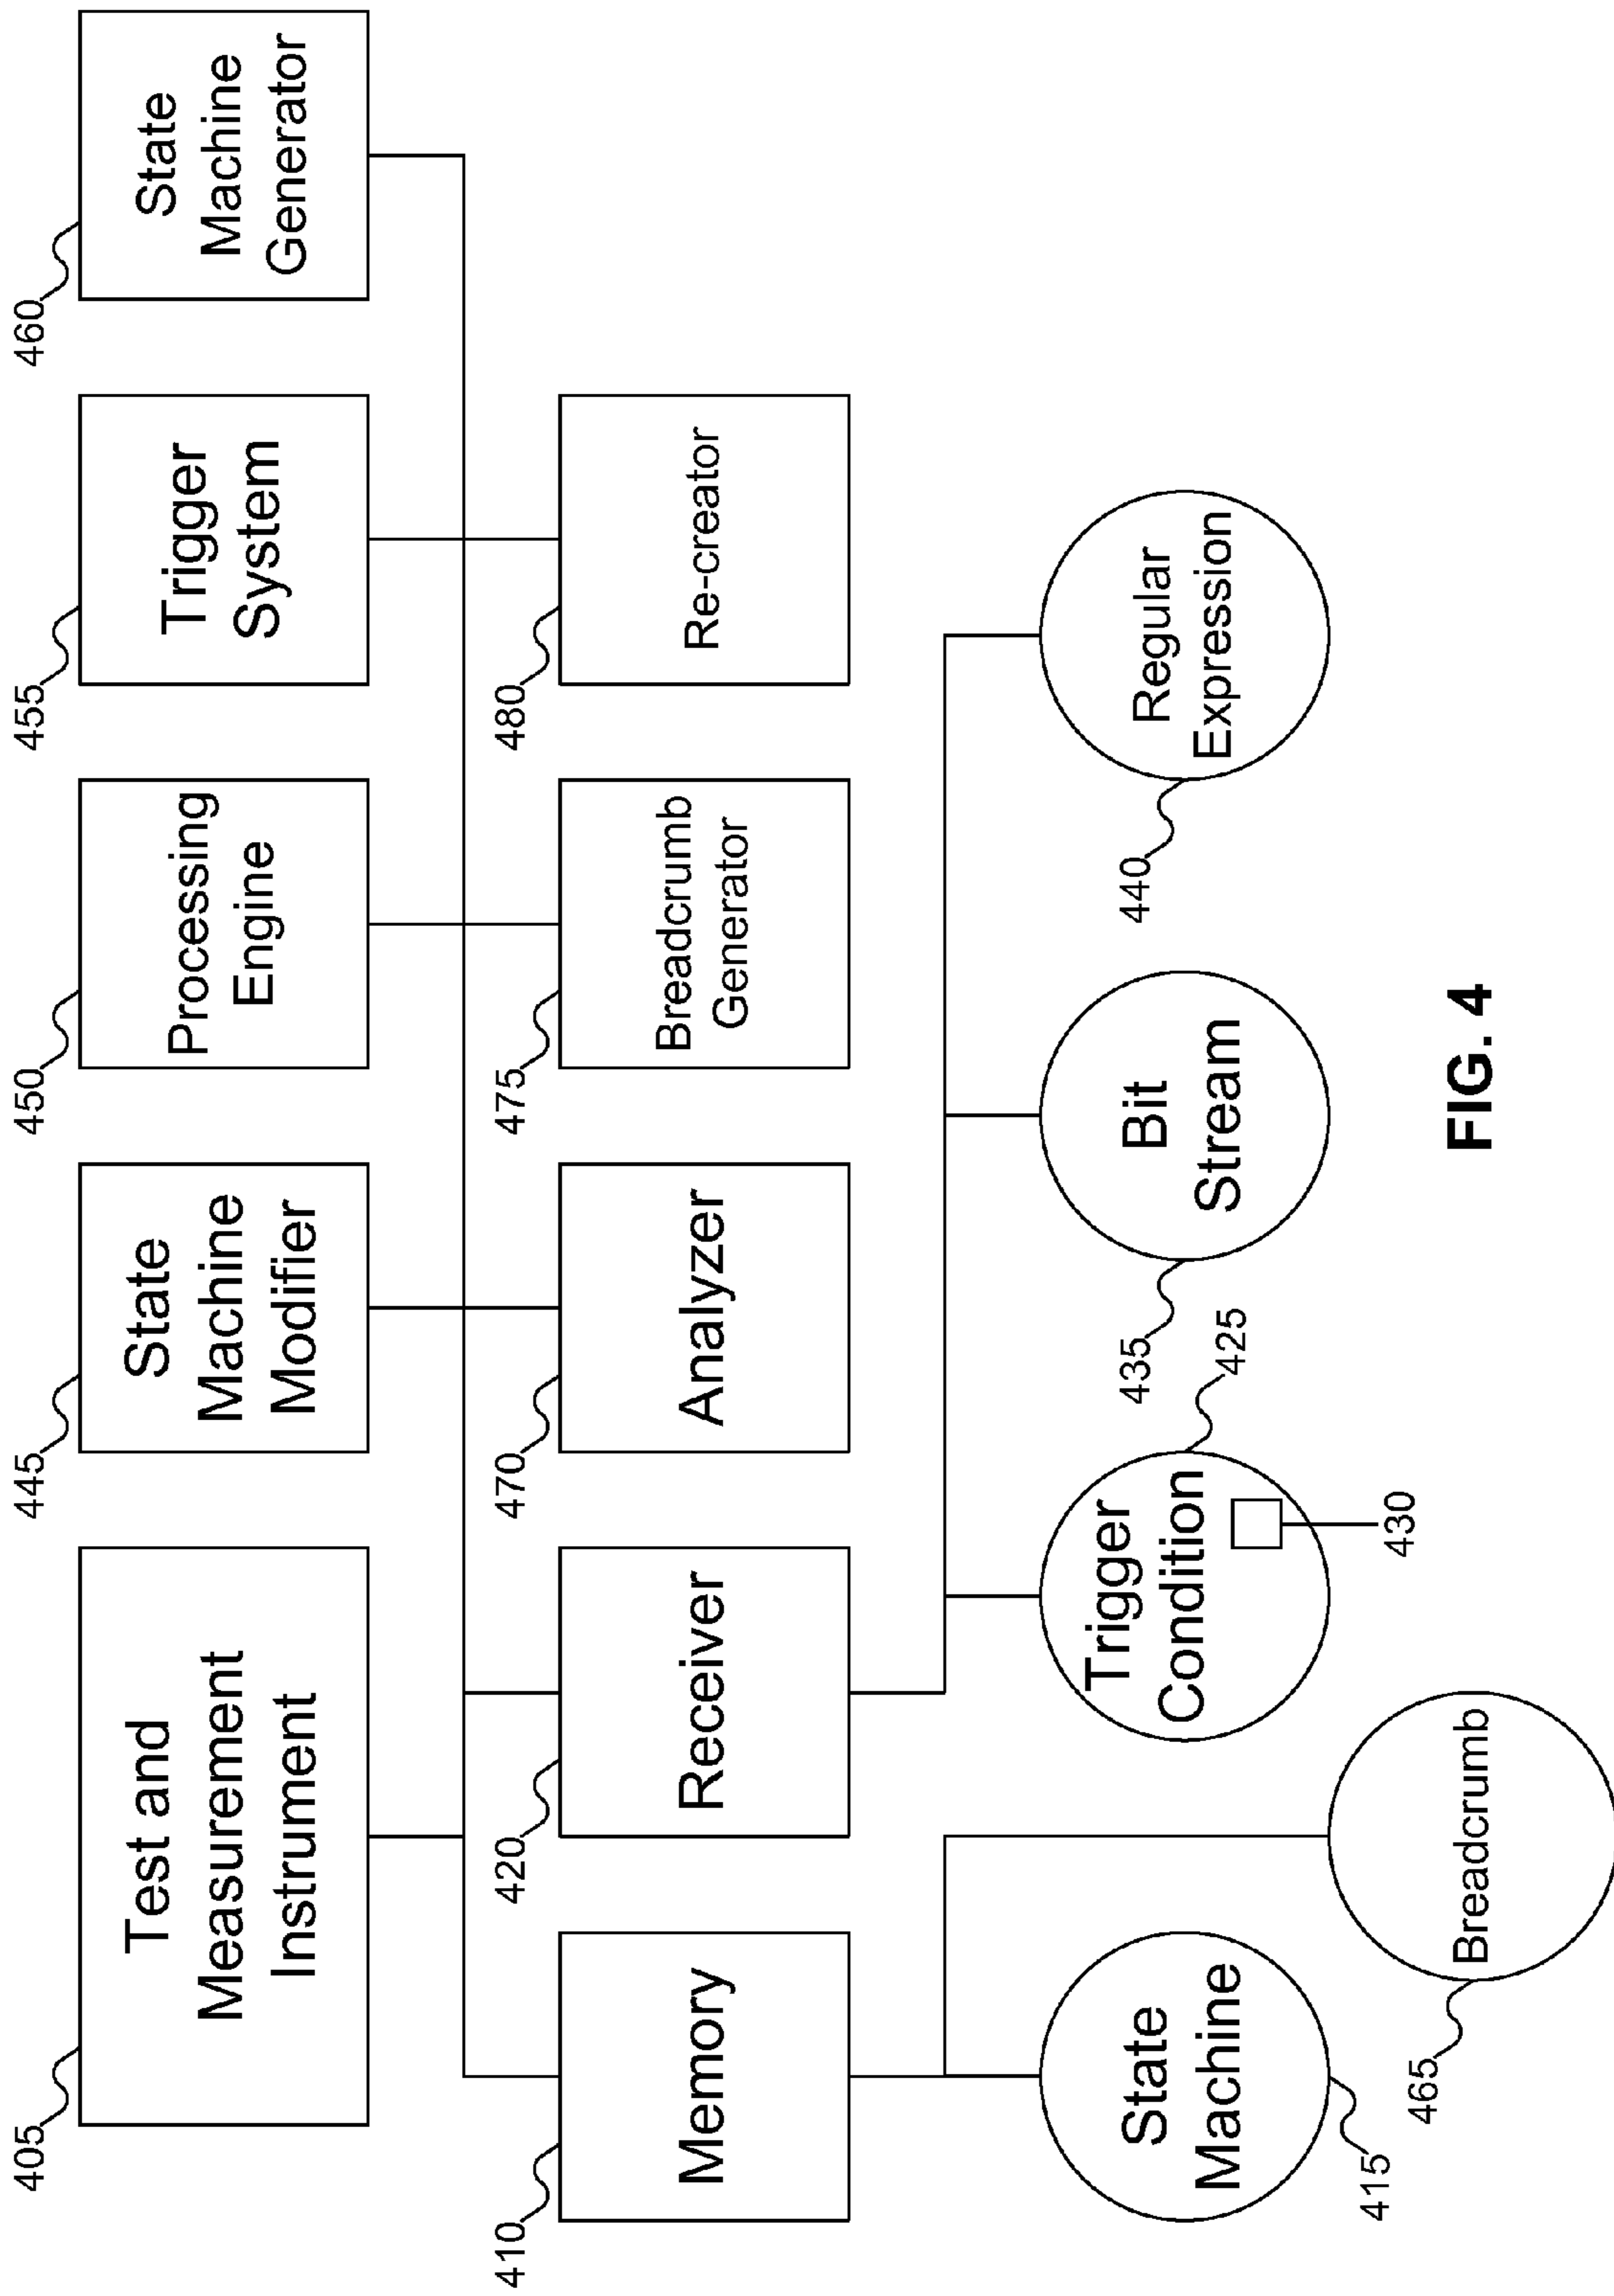 405
Test and
Measurement
Instrument
445
State
Machine
Modifier
450
Processing
Engine
455
Trigger
System
460
State
Machine
Generator
410
Memory
420
Receiver
470
Analyzer
475
Breadcrumb
Generator
480
Re-creator
State
Machine
415
465
Breadcrumb
Trigger
Condition
425
430
435
Bit
Stream
440
Regular
Expression
FIG. 4